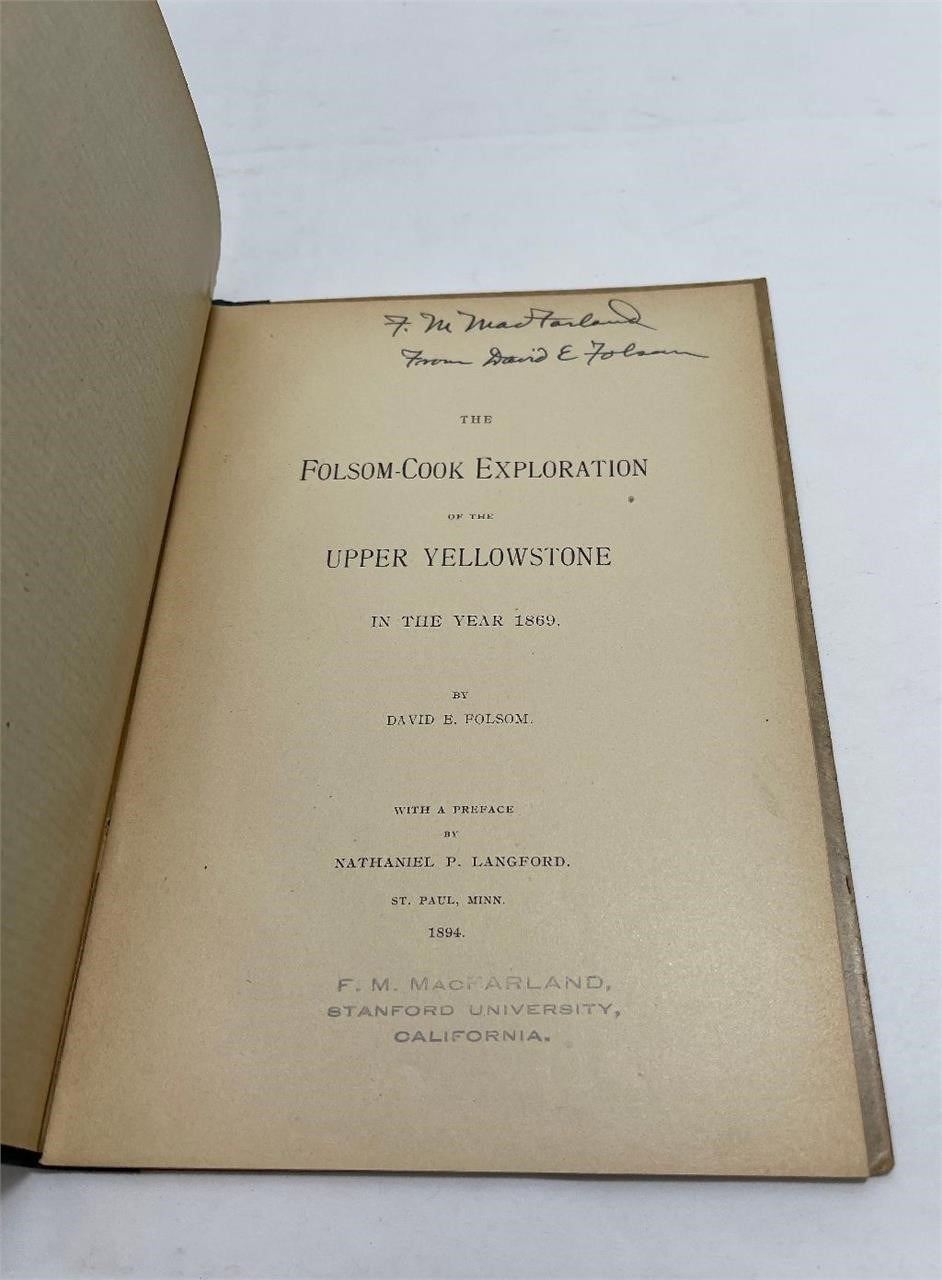 F. M MacFarland
From David E Folsom
THE
FOLSOM-COOK EXPLORATION
OF THE
UPPER YELLOWSTONE
IN THE YEAR 1869.
BY
DAVID E. FOLSOM.
WITH A PREFACE
BY
NATHANIEL P. LANGFORD.
ST. PAUL, MINN.
1894.
F. M. MACFARLAND,
STANFORD UNIVERSITY,
CALIFORNIA.